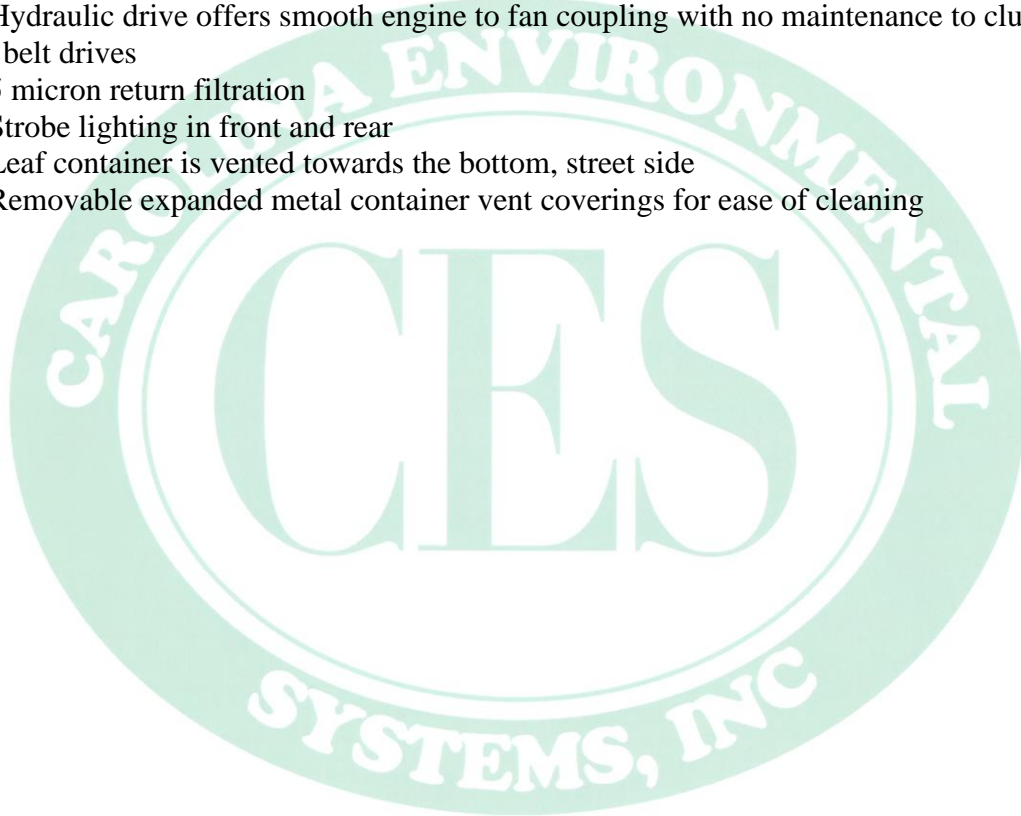 Hydraulic drive offers smooth engine to fan coupling with no maintenance to
belt drives
micron return filtration
Strobe lighting in front and rear
Leaf container is vented towards the bottom, street side
Removable expanded metal container vent coverings for ease of cleaning
CAROLINA ENVIRONMENTAL
CES
SYSTEMS, INC